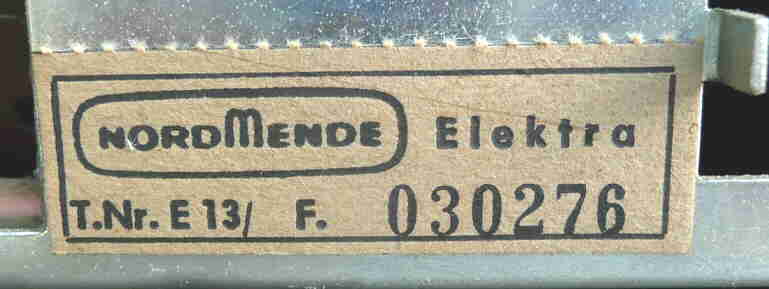 NORDMENDE Elektra
T.Nr. E 13/ F. 030276